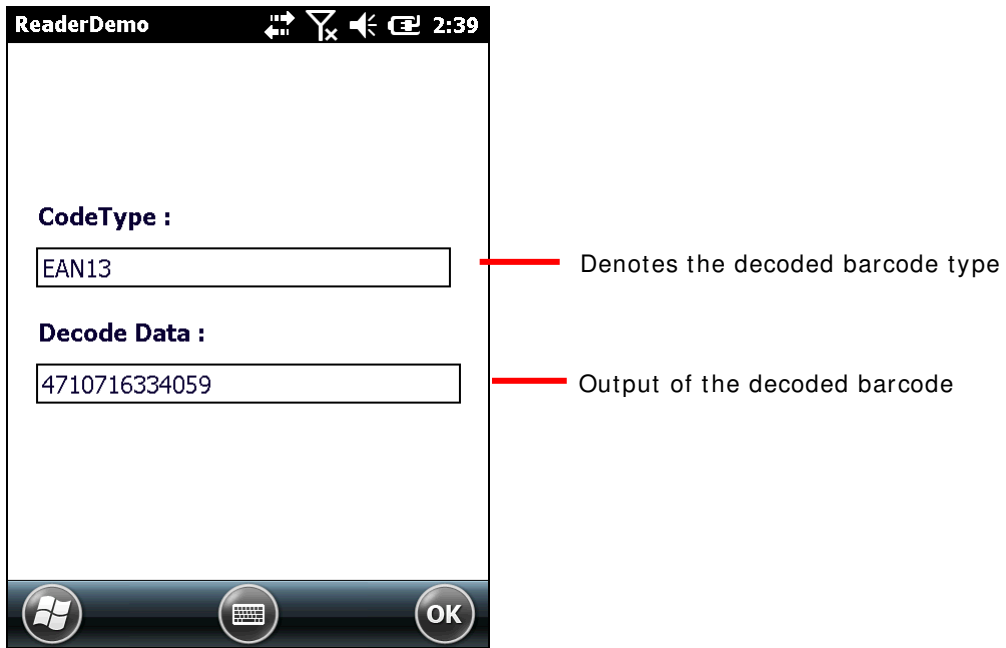 ReaderDemo 2:39
CodeType :
EAN13
Denotes the decoded barcode type
Decode Data :
4710716334059
Output of the decoded barcode
OK